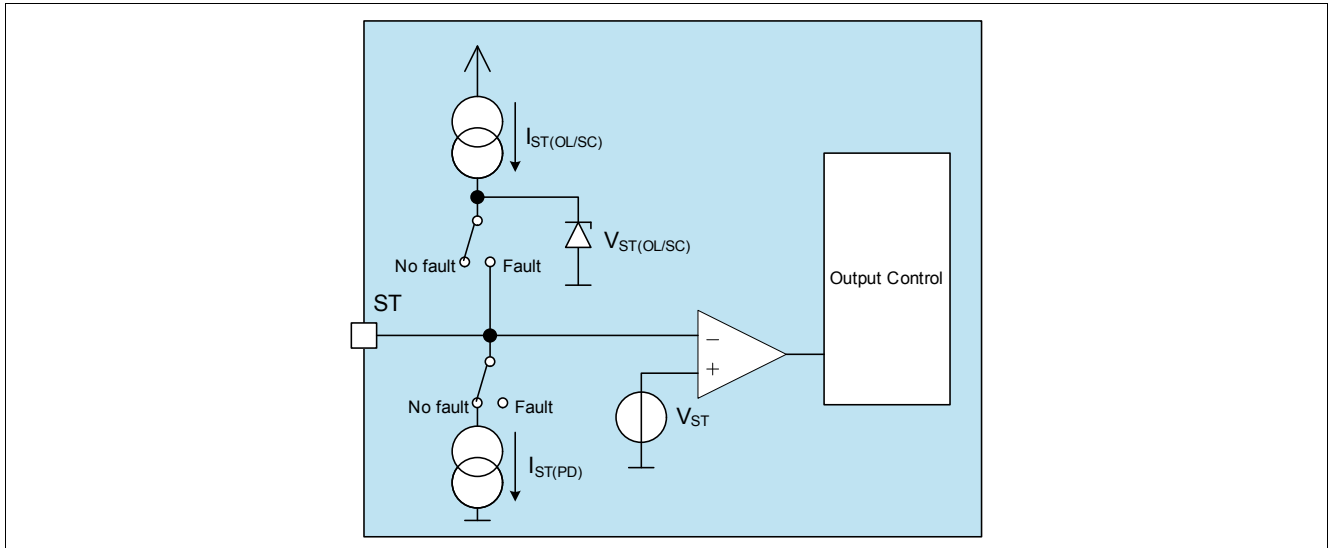 I_ST(OL/SC)
V_ST(OL/SC)
No fault
Fault
Output Control
ST
−
+
No fault
Fault
V_ST
I_ST(PD)